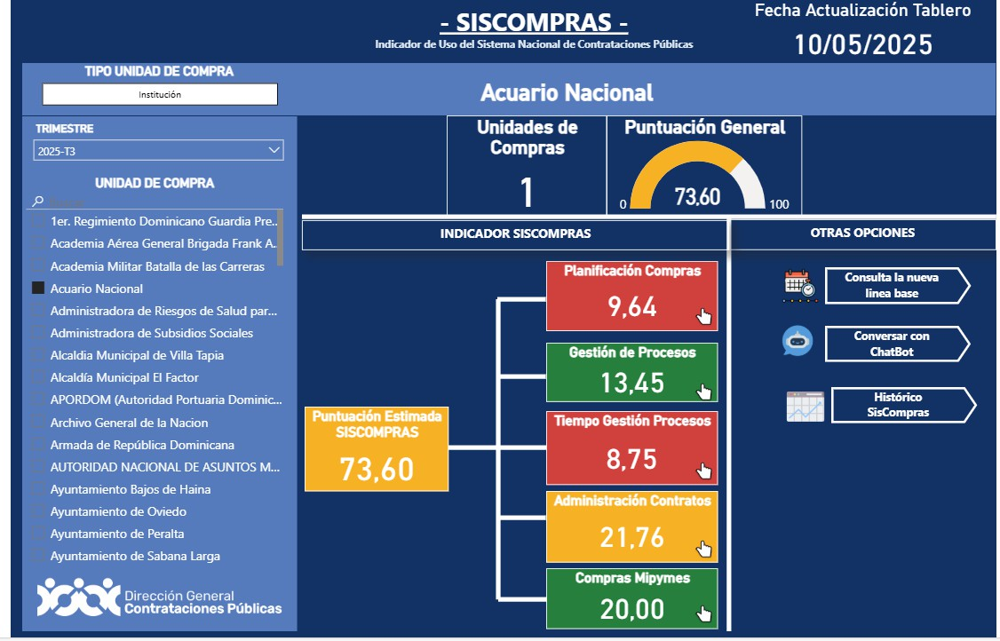 - SISCOMPRAS -
Indicador de Uso del Sistema Nacional de Contrataciones Públicas
Fecha Actualización Tablero
10/05/2025
TIPO UNIDAD DE COMPRA
Institución
Acuario Nacional
TRIMESTRE
2025-T3
UNIDAD DE COMPRA
1er. Regimiento Dominicano Guardia Pre...
Academia Aérea General Brigada Frank A...
Academia Militar Batalla de las Carreras
Acuario Nacional
Administradora de Riesgos de Salud par...
Administradora de Subsidios Sociales
Alcaldia Municipal de Villa Tapia
Alcaldía Municipal El Factor
APORDOM (Autoridad Portuaria Dominic...
Archivo General de la Nacion
Armada de República Dominicana
AUTORIDAD NACIONAL DE ASUNTOS M...
Ayuntamiento Bajos de Haina
Ayuntamiento de Oviedo
Ayuntamiento de Peralta
Ayuntamiento de Sabana Larga
Dirección General
Contrataciones Públicas
Unidades de
Compras
1
Puntuación General
73,60
0
100
INDICADOR SISCOMPRAS
Puntuación Estimada
SISCOMPRAS
73,60
Planificación Compras
9,64
Gestión de Procesos
13,45
Tiempo Gestión Procesos
8,75
Administración Contratos
21,76
Compras Mipymes
20,00
OTRAS OPCIONES
Consulta la nueva
linea base
Conversar con
ChatBot
Histórico
SisCompras